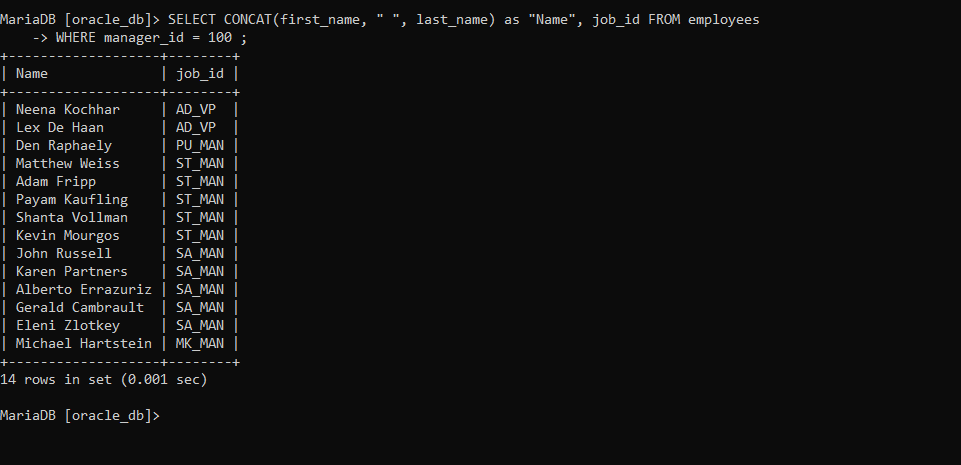 MariaDB [oracle_db]> SELECT CONCAT(first_name, " ", last_name) as "Name", job_id FROM employees
    -> WHERE manager_id = 100 ;
+-------------------+--------+
| Name              | job_id |
+-------------------+--------+
| Neena Kochhar     | AD_VP  |
| Lex De Haan       | AD_VP  |
| Den Raphaely      | PU_MAN |
| Matthew Weiss     | ST_MAN |
| Adam Fripp        | ST_MAN |
| Payam Kaufling    | ST_MAN |
| Shanta Vollman    | ST_MAN |
| Kevin Mourgos     | ST_MAN |
| John Russell      | SA_MAN |
| Karen Partners    | SA_MAN |
| Alberto Errazuriz | SA_MAN |
| Gerald Cambrault  | SA_MAN |
| Eleni Zlotkey     | SA_MAN |
| Michael Hartstein | MK_MAN |
+-------------------+--------+
14 rows in set (0.001 sec)

MariaDB [oracle_db]>